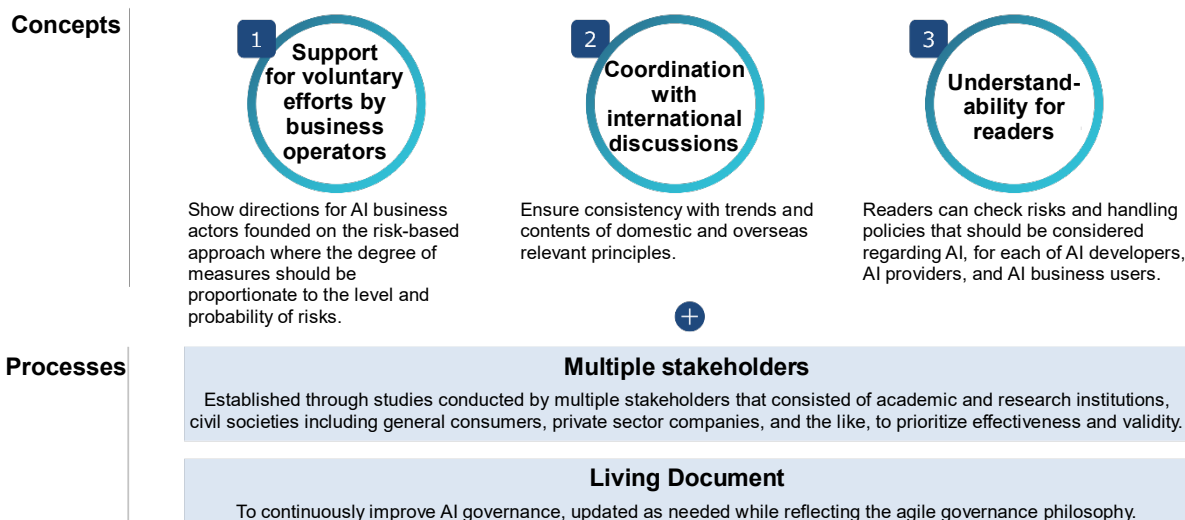 Concepts
1
Support
for voluntary
efforts by
business
operators
2
Coordination
with
international
discussions
3
Understand-
ability for
readers
Show directions for AI business
actors founded on the risk-based
approach where the degree of
measures should be
proportionate to the level and
probability of risks.
Ensure consistency with trends and
contents of domestic and overseas
relevant principles.
Readers can check risks and handling
policies that should be considered
regarding AI, for each of AI developers,
AI providers, and AI business users.
+
Processes
Multiple stakeholders
Established through studies conducted by multiple stakeholders that consisted of academic and research institutions,
civil societies including general consumers, private sector companies, and the like, to prioritize effectiveness and validity.
Living Document
To continuously improve AI governance, updated as needed while reflecting the agile governance philosophy.